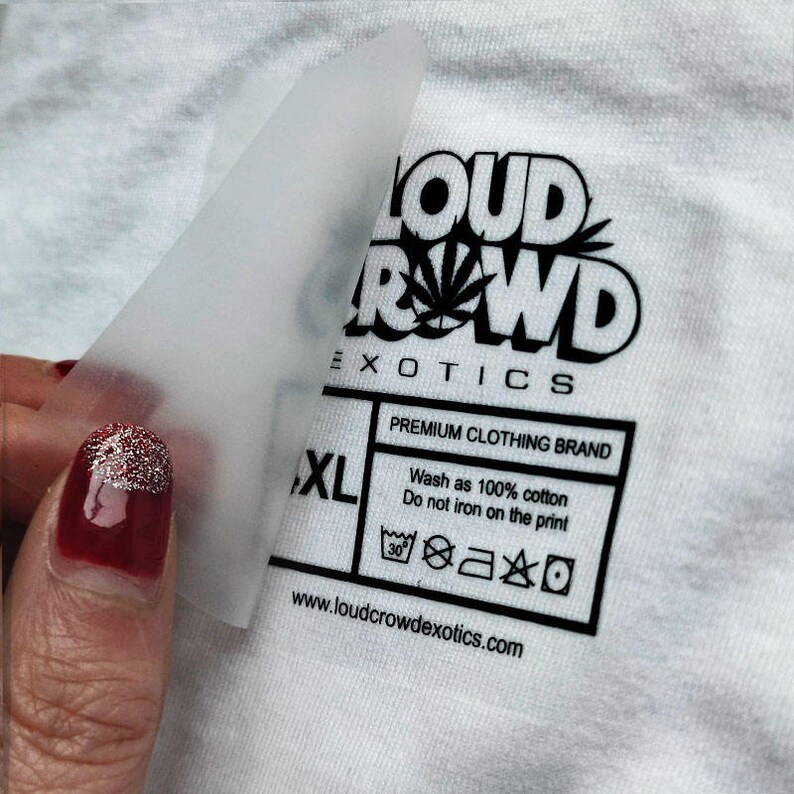 LOUD
CROWD
EXOTICS
XL
PREMIUM CLOTHING BRAND
Wash as 100% cotton
Do not iron on the print
30°
www.loudcrowdexotics.com